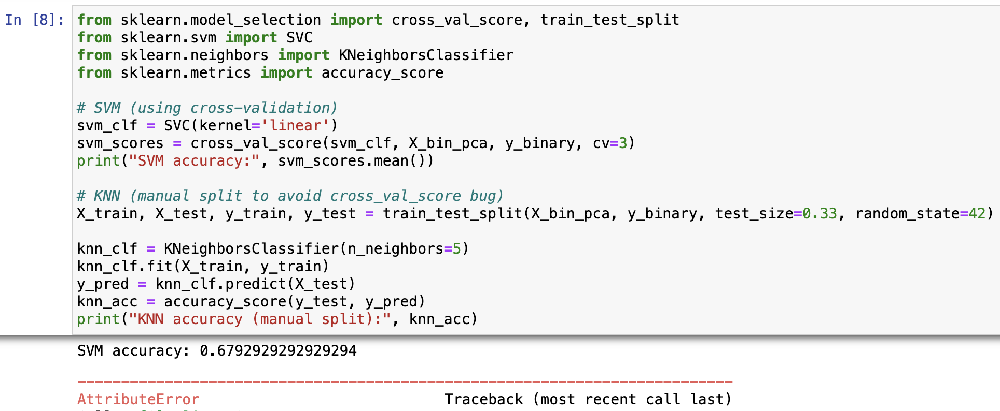 In [8]: from sklearn.model_selection import cross_val_score, train_test_split
from sklearn.svm import SVC
from sklearn.neighbors import KNeighborsClassifier
from sklearn.metrics import accuracy_score
# SVM (using cross-validation)
svm_clf = SVC(kernel='linear')
svm_scores = cross_val_score(svm_clf, X_bin_pca, y_binary, cv=3)
print("SVM accuracy:", svm_scores.mean())
# KNN (manual split to avoid cross_val_score bug)
X_train, X_test, y_train, y_test = train_test_split(X_bin_pca, y_binary, test_size=0.33, random_state=42)
knn_clf = KNeighborsClassifier(n_neighbors=5)
knn_clf.fit(X_train, y_train)
y_pred = knn_clf.predict(X_test)
knn_acc = accuracy_score(y_test, y_pred)
print("KNN accuracy (manual split):", knn_acc)
SVM accuracy: 0.6792929292929294
---------------------------------------------------------------------------
AttributeError                            Traceback (most recent call last)